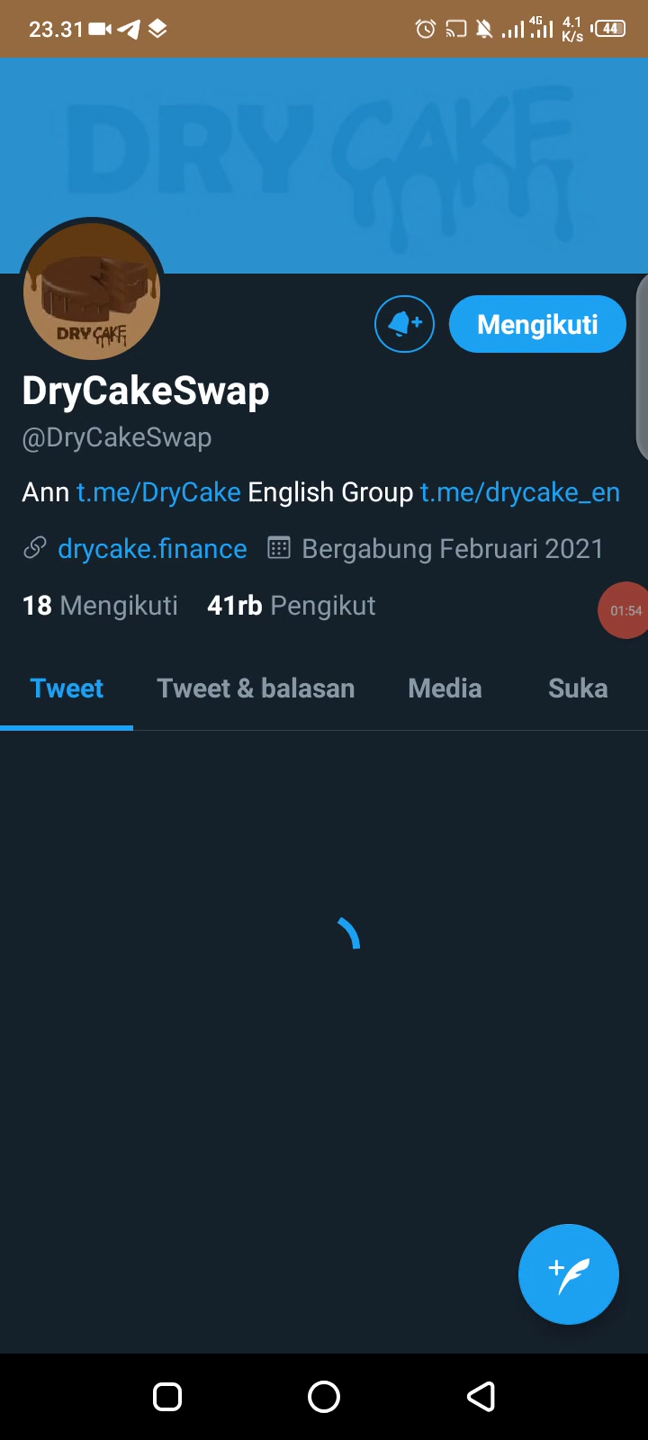 23.31
4G
4.1
K/s
44
DRY CAKE
DRY CAKE
Mengikuti
DryCakeSwap
@DryCakeSwap
Ann t.me/DryCake English Group t.me/drycake_en
drycake.finance Bergabung Februari 2021
18 Mengikuti 41rb Pengikut
01:54
Tweet Tweet & balasan Media Suka